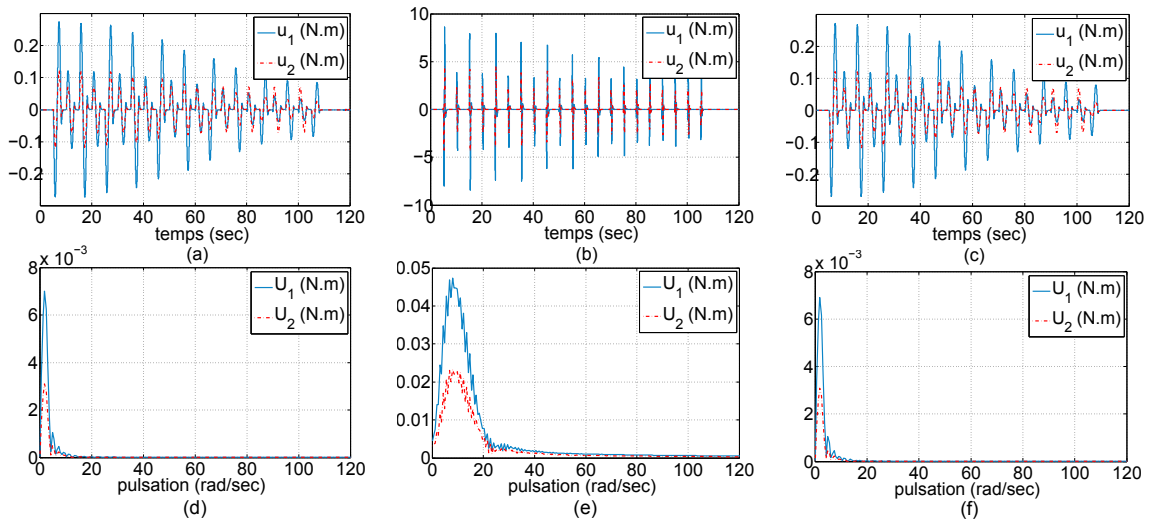 u1 (N.m)
u2 (N.m)
0.2
0.1
0
−0.1
−0.2
0 20 40 60 80 100 120
temps (sec)
(a)
u1 (N.m)
u2 (N.m)
10
5
0
−5
−10
0 20 40 60 80 100 120
temps (sec)
(b)
u1 (N.m)
u2 (N.m)
0.2
0.1
0
−0.1
−0.2
0 20 40 60 80 100 120
temps (sec)
(c)
x 10−3
U1 (N.m)
U2 (N.m)
8
6
4
2
0
0 20 40 60 80 100 120
pulsation (rad/sec)
(d)
U1 (N.m)
U2 (N.m)
0.05
0.04
0.03
0.02
0.01
0
0 20 40 60 80 100 120
pulsation (rad/sec)
(e)
x 10−3
U1 (N.m)
U2 (N.m)
8
6
4
2
0
0 20 40 60 80 100 120
pulsation (rad/sec)
(f)